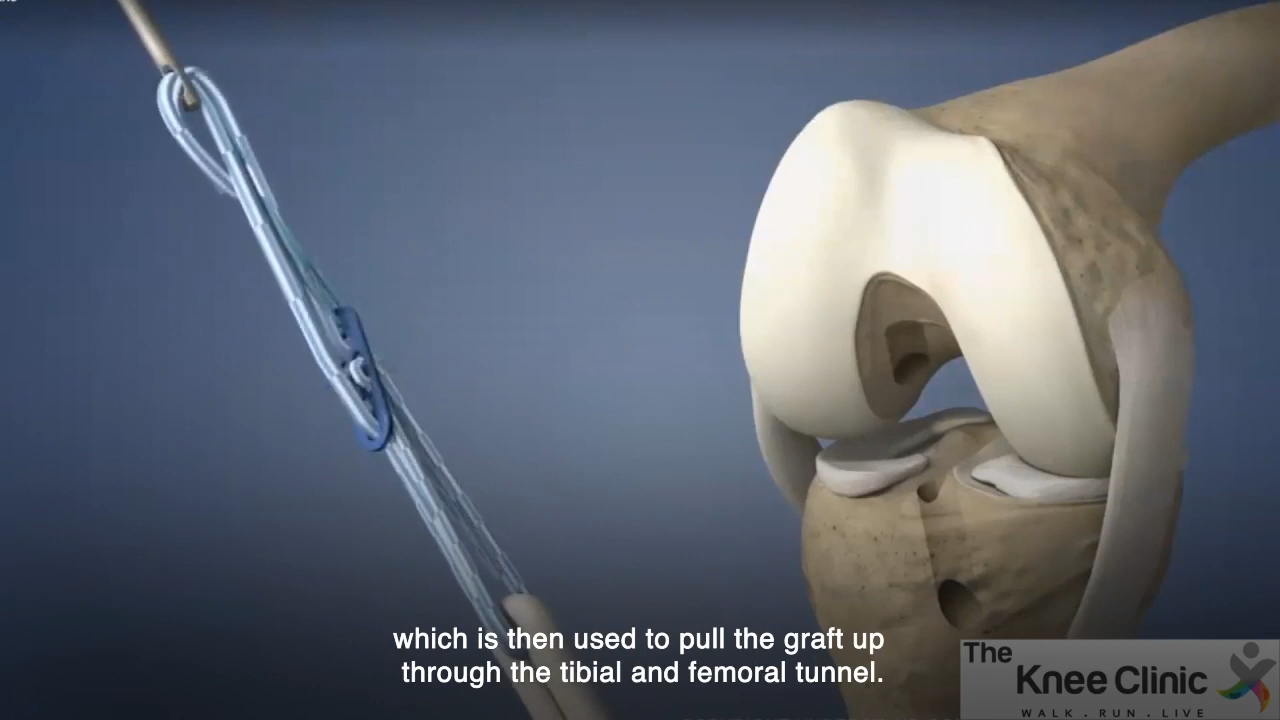 which is then used to pull the graft up
through the tibial and femoral tunnel.
The
Knee Clinic
WALK . RUN . LIVE